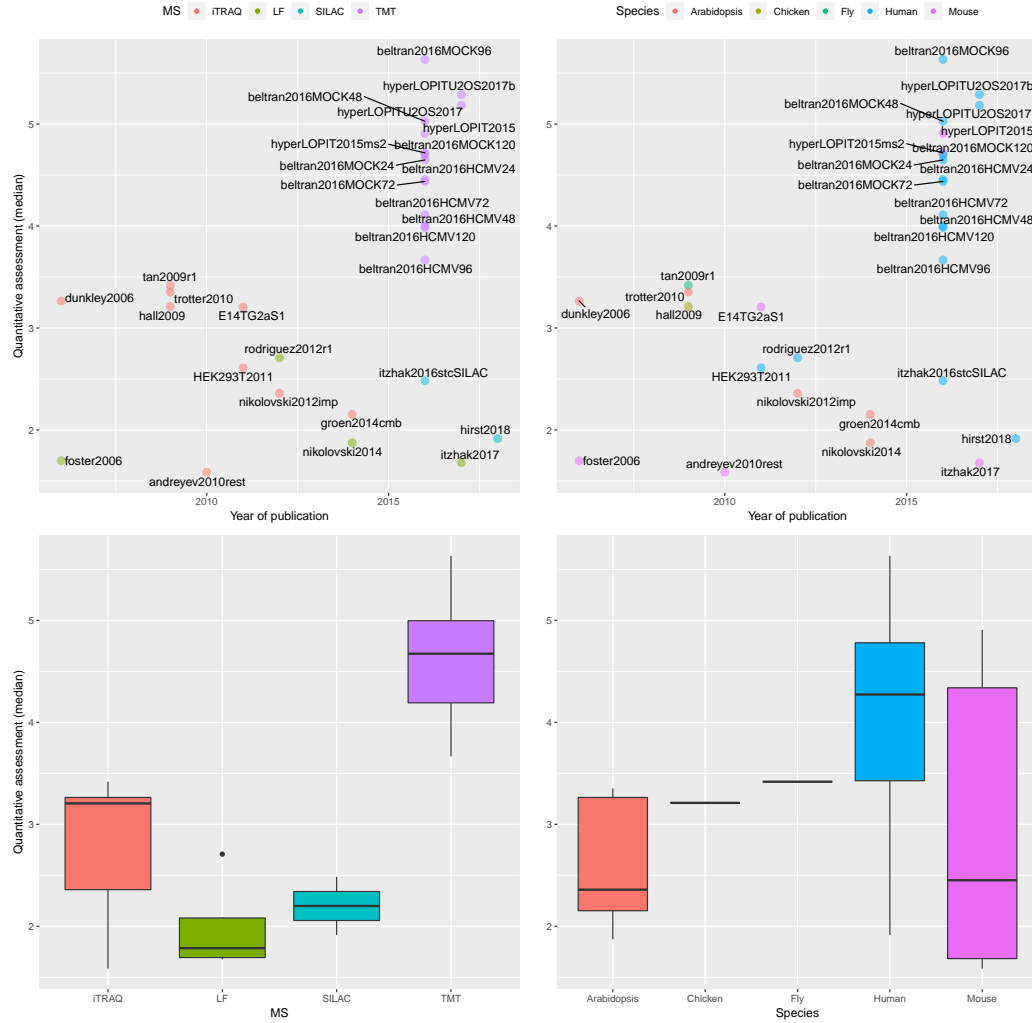 MS iTRAQ LF SILAC TMT
Species Arabidopsis Chicken Fly Human Mouse
Quantitative assessment (median)
5
4
3
2
beltran2016MOCK96
hyperLOPITU2OS2017b
beltran2016MOCK48
hyperLOPITU2OS2017
hyperLOPIT2015
hyperLOPIT2015ms2
beltran2016MOCK120
beltran2016MOCK24
beltran2016HCMV24
beltran2016MOCK72
beltran2016HCMV72
beltran2016HCMV48
beltran2016HCMV120
beltran2016HCMV96
tan2009r1
dunkley2006
trotter2010
hall2009
E14TG2aS1
rodriguez2012r1
HEK293T2011
itzhak2016stcSILAC
nikolovski2012imp
groen2014cmb
hirst2018
nikolovski2014
foster2006
itzhak2017
andreyev2010rest
2010 2015
Year of publication
5
4
3
2
beltran2016MOCK96
hyperLOPITU2OS2017b
beltran2016MOCK48
hyperLOPITU2OS2017
hyperLOPIT2015
hyperLOPIT2015ms2
beltran2016MOCK120
beltran2016MOCK24
beltran2016HCMV24
beltran2016MOCK72
beltran2016HCMV72
beltran2016HCMV48
beltran2016HCMV120
beltran2016HCMV96
tan2009r1
trotter2010
dunkley2006
hall2009
E14TG2aS1
rodriguez2012r1
HEK293T2011
itzhak2016stcSILAC
nikolovski2012imp
groen2014cmb
hirst2018
nikolovski2014
foster2006
andreyev2010rest
itzhak2017
2010 2015
Year of publication
Quantitative assessment (median)
5
4
3
2
iTRAQ LF SILAC TMT
MS
5
4
3
2
Arabidopsis Chicken Fly Human Mouse
Species